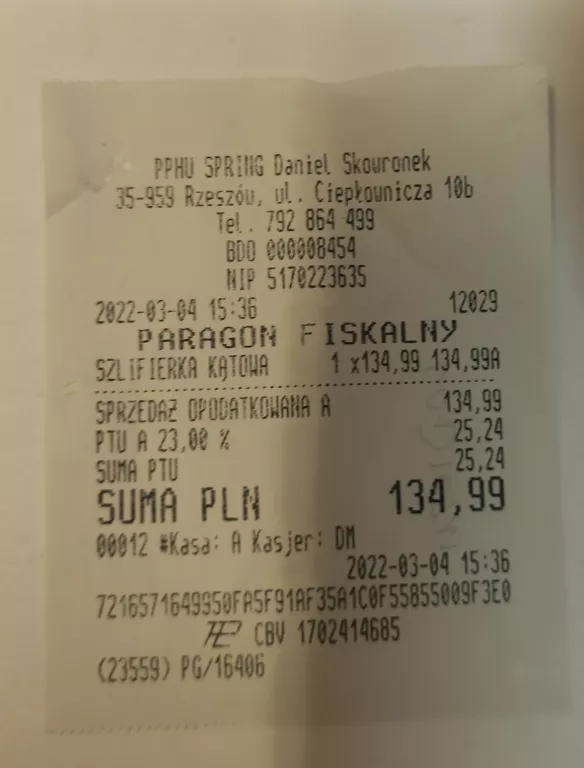 PPHU SPRING Daniel Skowronek
35-959 Rzeszów, ul. Ciepłownicza 10b
Tel. 792 864 499
BDO 000008454
NIP 5170223635
2022-03-04 15:36 12029
PARAGON FISKALNY
SZLIFIERKA KĄTOWA 1 x134,99 134,99A
SPRZEDAŻ OPODATKOWANA A 134,99
PTU A 23,00 % 25,24
SUMA PTU 25,24
SUMA PLN 134,99
00012 #Kasa: A Kasjer: DM
2022-03-04 15:36
7216571649950FA5F91AF35A1C0F55855009F3E0
CBV 1702414685
(23559) PG/16406